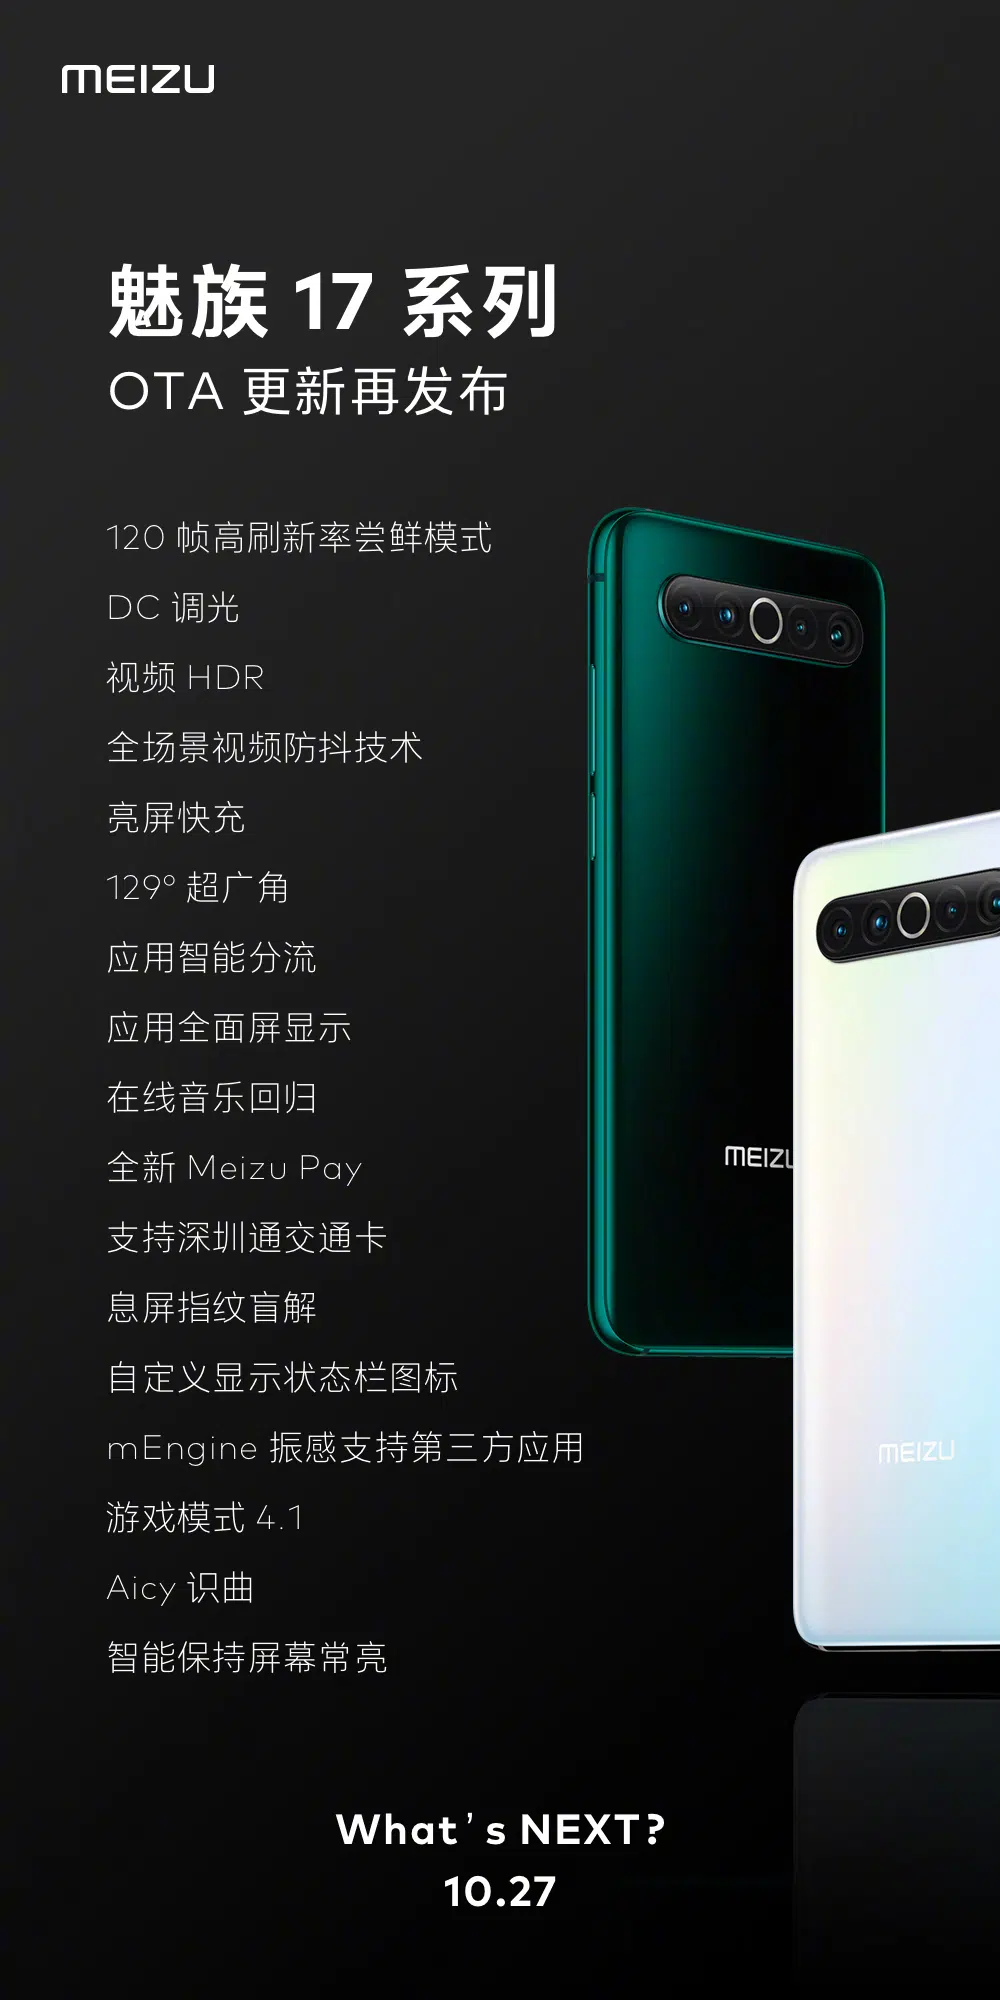 MEIZU
魅族 17 系列
OTA 更新再发布
120 帧高刷新率尝鲜模式
DC 调光
视频 HDR
全场景视频防抖技术
亮屏快充
129° 超广角
应用智能分流
应用全面屏显示
在线音乐回归
全新 Meizu Pay
支持深圳通交通卡
息屏指纹盲解
自定义显示状态栏图标
mEngine 振感支持第三方应用
游戏模式 4.1
Aicy 识曲
智能保持屏幕常亮
MEIZU
MEIZU
What's NEXT?
10.27